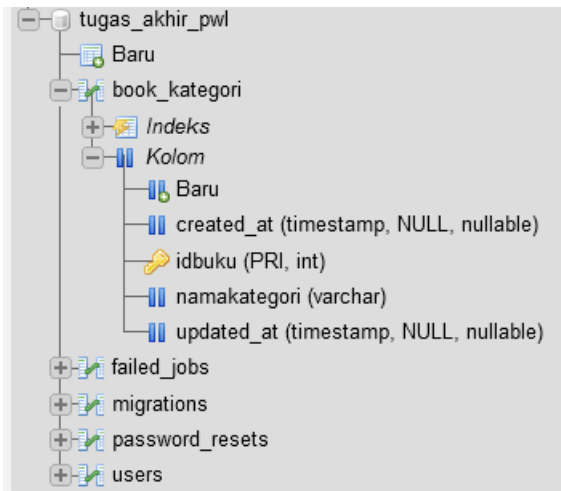 tugas_akhir_pwl
Baru
book_kategori
Indeks
Kolom
Baru
created_at (timestamp, NULL, nullable)
idbuku (PRI, int)
namakategori (varchar)
updated_at (timestamp, NULL, nullable)
failed_jobs
migrations
password_resets
users